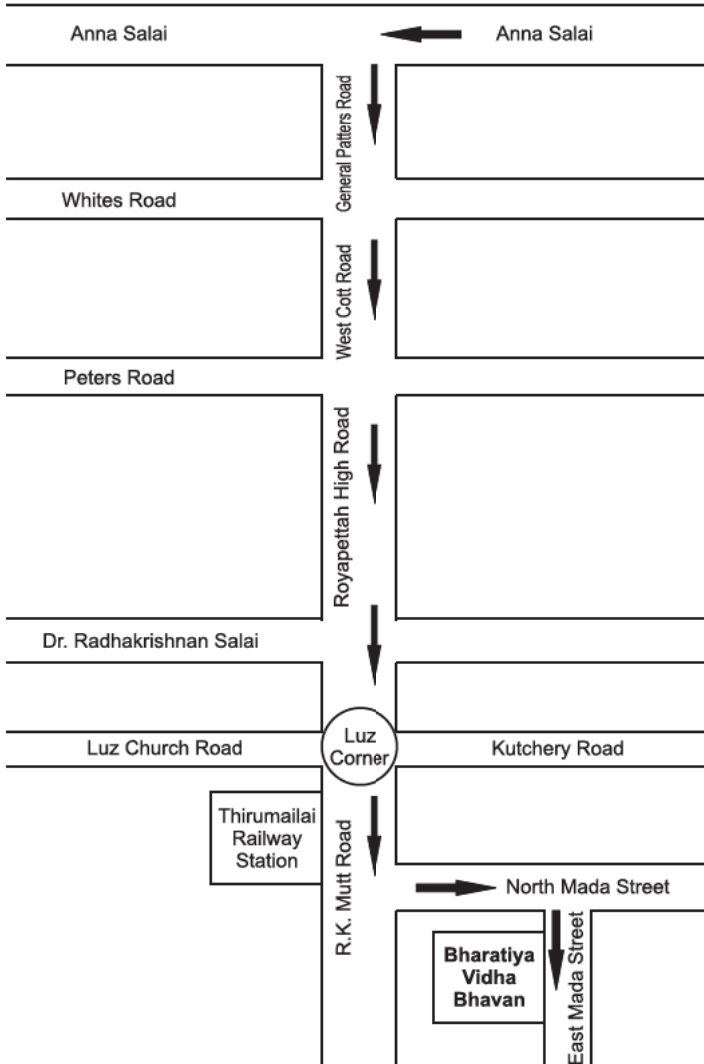 Anna Salai
Anna Salai
General Patters Road
Whites Road
West Cott Road
Peters Road
Royapettah High Road
Dr. Radhakrishnan Salai
Luz Church Road
Luz
Corner
Kutchery Road
Thirumailai
Railway
Station
R.K. Mutt Road
North Mada Street
Bharatiya
Vidha
Bhavan
East Mada Street